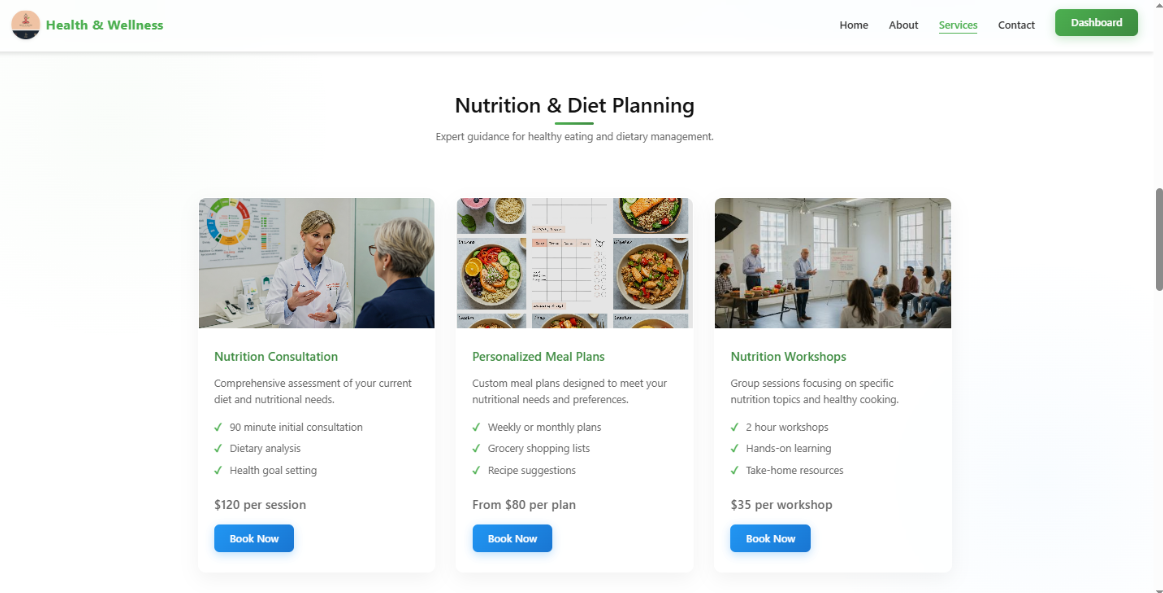 Health & Wellness
Home
About
Services
Contact
Dashboard
Nutrition & Diet Planning
Expert guidance for healthy eating and dietary management.
Nutrition Consultation
Comprehensive assessment of your current
diet and nutritional needs.
✓ 90 minute initial consultation
✓ Dietary analysis
✓ Health goal setting
$120 per session
Book Now
Personalized Meal Plans
Custom meal plans designed to meet your
nutritional needs and preferences.
✓ Weekly or monthly plans
✓ Grocery shopping lists
✓ Recipe suggestions
From $80 per plan
Book Now
Nutrition Workshops
Group sessions focusing on specific
nutrition topics and healthy cooking.
✓ 2 hour workshops
✓ Hands-on learning
✓ Take-home resources
$35 per workshop
Book Now